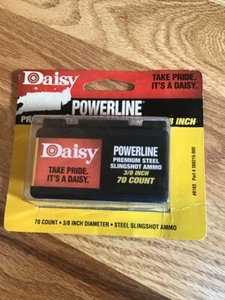 Daisy
TAKE PRIDE.
IT'S A DAISY.
POWERLINE
3/8 INCH
Daisy
TAKE PRIDE.
IT'S A DAISY.
POWERLINE
PREMIUM STEEL
SLINGSHOT AMMO
3/8 INCH
70 COUNT
70 COUNT • 3/8 INCH DIAMETER • STEEL SLINGSHOT AMMO